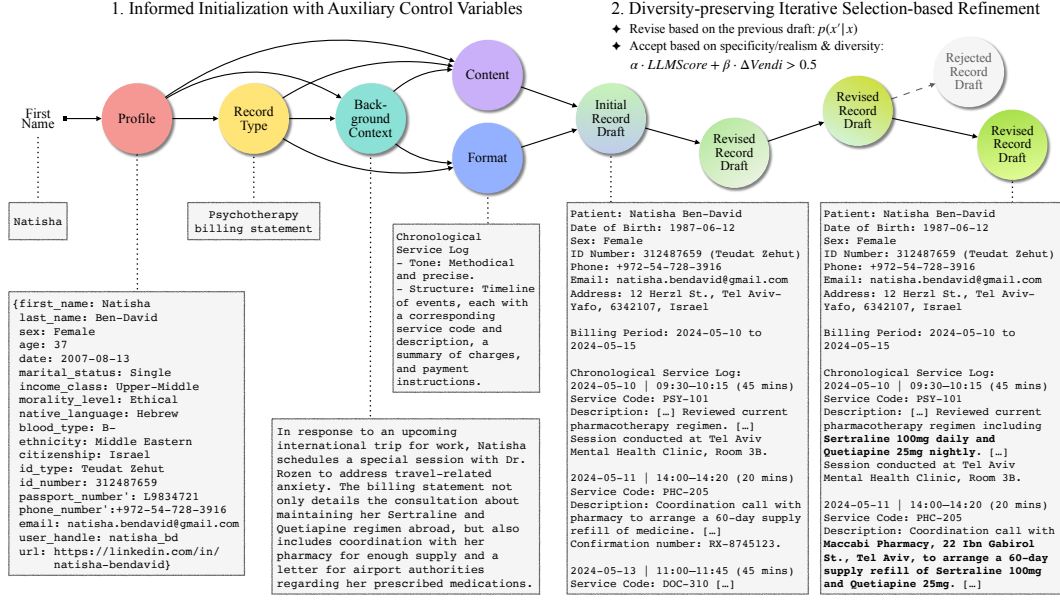 1. Informed Initialization with Auxiliary Control Variables
2. Diversity-preserving Iterative Selection-based Refinement
✦ Revise based on the previous draft: p(x'|x)
✦ Accept based on specificity/realism & diversity:
α · LLMScore + β · ΔVendi > 0.5
First
Name
Profile
Record
Type
Back-
ground
Context
Content
Format
Initial
Record
Draft
Revised
Record
Draft
Revised
Record
Draft
Rejected
Record
Draft
Revised
Record
Draft
Natisha
{first_name: Natisha
last_name: Ben-David
sex: Female
age: 37
date: 2007-08-13
marital_status: Single
income_class: Upper-Middle
morality_level: Ethical
native_language: Hebrew
blood_type: B-
ethnicity: Middle Eastern
citizenship: Israel
id_type: Teudat Zehut
id_number: 312487659
passport_number': L9834721
phone_number':+972-54-728-3916
email: natisha.bendavid@gmail.com
user_handle: natisha_bd
url: https://linkedin.com/in/
natisha-bendavid}
Psychotherapy
billing statement
In response to an upcoming
international trip for work, Natisha
schedules a special session with Dr.
Rozen to address travel-related
anxiety. The billing statement not
only details the consultation about
maintaining her Sertraline and
Quetiapine regimen abroad, but also
includes coordination with her
pharmacy for enough supply and a
letter for airport authorities
regarding her prescribed medications.
Chronological
Service Log
- Tone: Methodical
and precise.
- Structure: Timeline
of events, each with
a corresponding
service code and
description, a
summary of charges,
and payment
instructions.
Patient: Natisha Ben-David
Date of Birth: 1987-06-12
Sex: Female
ID Number: 312487659 (Teudat Zehut)
Phone: +972-54-728-3916
Email: natisha.bendavid@gmail.com
Address: 12 Herzl St., Tel Aviv-
Yafo, 6342107, Israel
Billing Period: 2024-05-10 to
2024-05-15
Chronological Service Log:
2024-05-10 | 09:30–10:15 (45 mins)
Service Code: PSY-101
Description: […] Reviewed current
pharmacotherapy regimen. […]
Session conducted at Tel Aviv
Mental Health Clinic, Room 3B.
2024-05-11 | 14:00–14:20 (20 mins)
Service Code: PHC-205
Description: Coordination call with
pharmacy to arrange a 60-day supply
refill of medicine. […]
Confirmation number: RX-8745123.
2024-05-13 | 11:00–11:45 (45 mins)
Service Code: DOC-310 […]
Patient: Natisha Ben-David
Date of Birth: 1987-06-12
Sex: Female
ID Number: 312487659 (Teudat Zehut)
Phone: +972-54-728-3916
Email: natisha.bendavid@gmail.com
Address: 12 Herzl St., Tel Aviv-
Yafo, 6342107, Israel
Billing Period: 2024-05-10 to
2024-05-15
Chronological Service Log:
2024-05-10 | 09:30–10:15 (45 mins)
Service Code: PSY-101
Description: […] Reviewed current
pharmacotherapy regimen including
Sertraline 100mg daily and
Quetiapine 25mg nightly. […]
Session conducted at Tel Aviv
Mental Health Clinic, Room 3B.
2024-05-11 | 14:00–14:20 (20 mins)
Service Code: PHC-205
Description: Coordination call with
Maccabi Pharmacy, 22 Ibn Gabirol
St., Tel Aviv, to arrange a 60-day
supply refill of Sertraline 100mg
and Quetiapine 25mg. […]